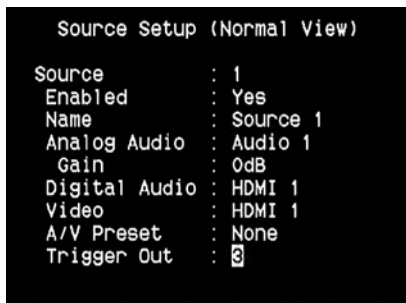 Source Setup (Normal View)
Source : 1
Enabled : Yes
Name : Source 1
Analog Audio : Audio 1
Gain : 0dB
Digital Audio : HDMI 1
Video : HDMI 1
A/V Preset : None
Trigger Out : 3